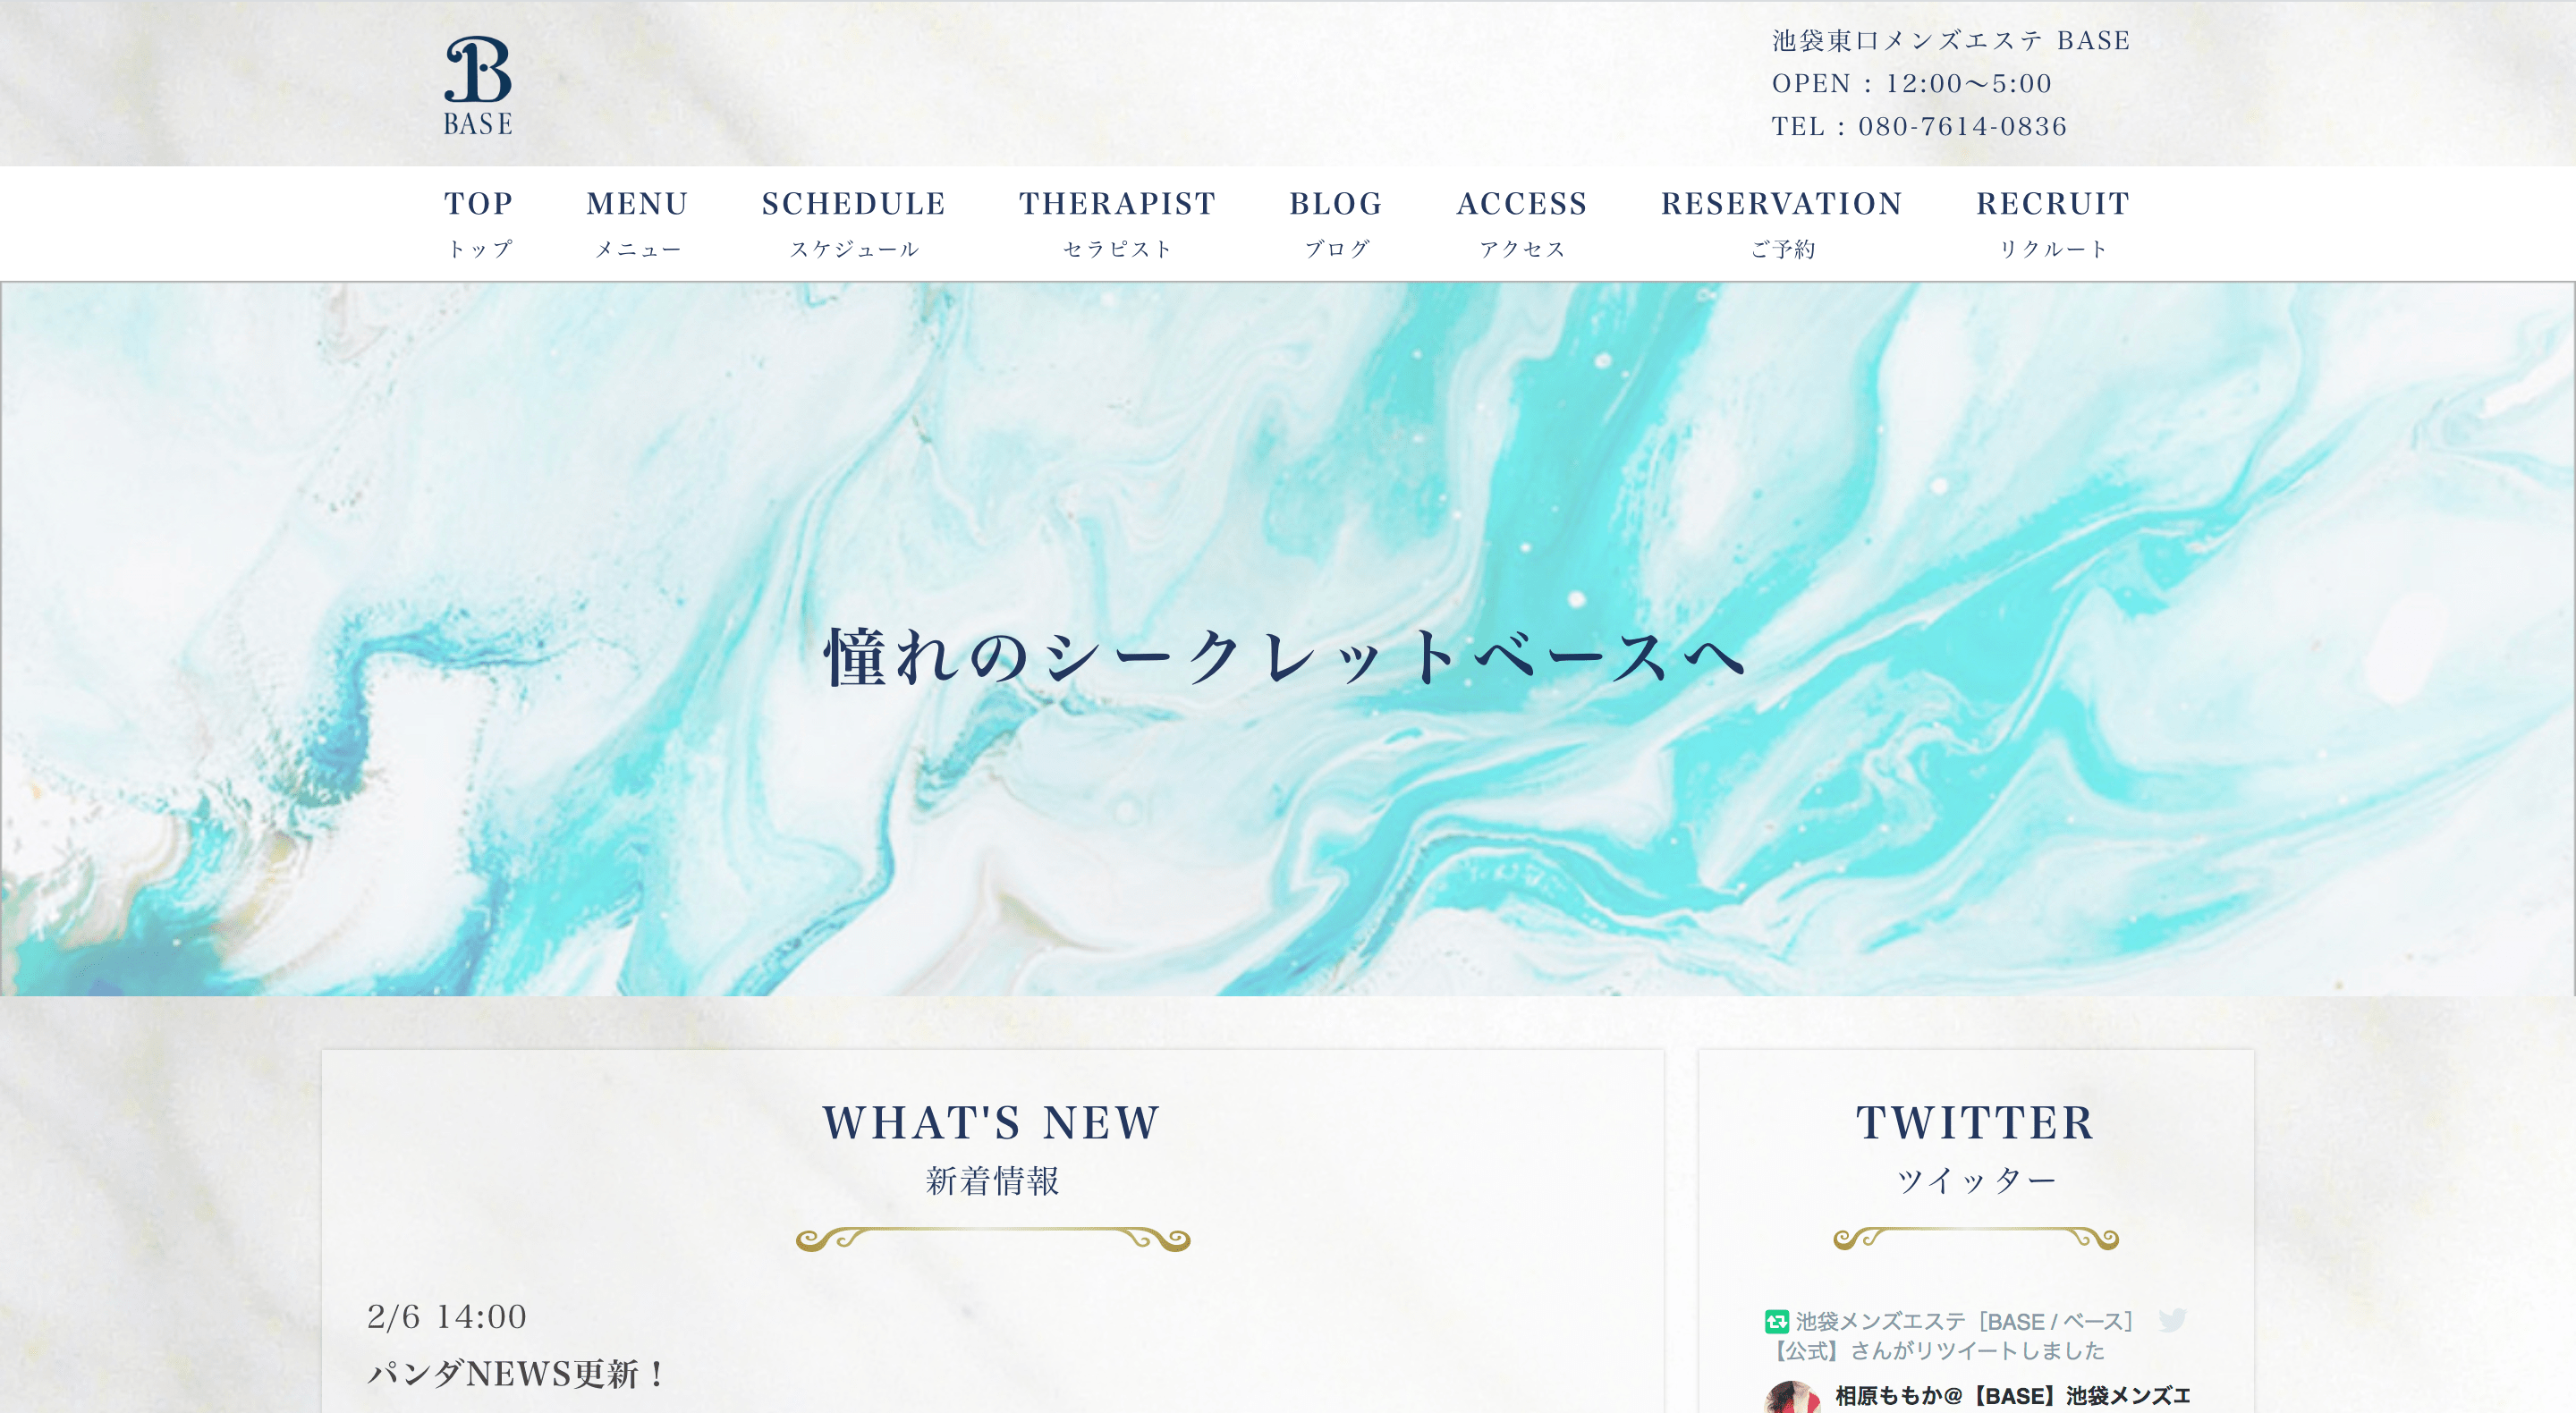 B
BASE
池袋東口メンズエステ BASE
OPEN : 12:00〜5:00
TEL : 080-7614-0836
TOP
トップ
MENU
メニュー
SCHEDULE
スケジュール
THERAPIST
セラピスト
BLOG
ブログ
ACCESS
アクセス
RESERVATION
ご予約
RECRUIT
リクルート
憧れのシークレットベースへ
WHAT'S NEW
新着情報
2/6 14:00
パンダNEWS更新！
TWITTER
ツイッター
池袋メンズエステ［BASE / ベース］
【公式】さんがリツイートしました
相原ももか@【BASE】池袋メンズエ